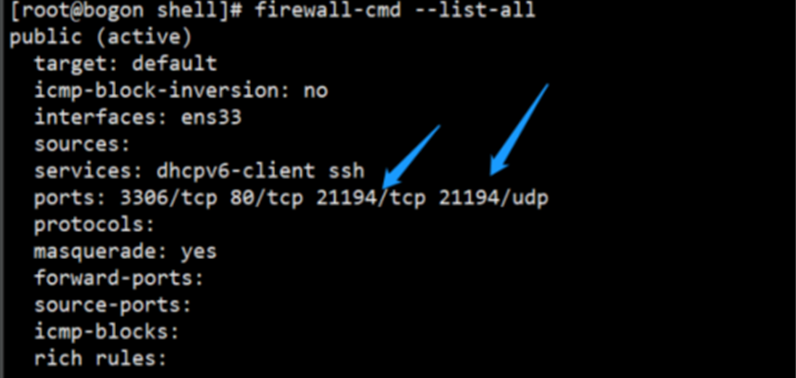 [root@bogon shell]# firewall-cmd --list-all
public (active)
target: default
icmp-block-inversion: no
interfaces: ens33
sources:
services: dhcpv6-client ssh
ports: 3306/tcp 80/tcp 21194/tcp 21194/udp
protocols:
masquerade: yes
forward-ports:
source-ports:
icmp-blocks:
rich rules: